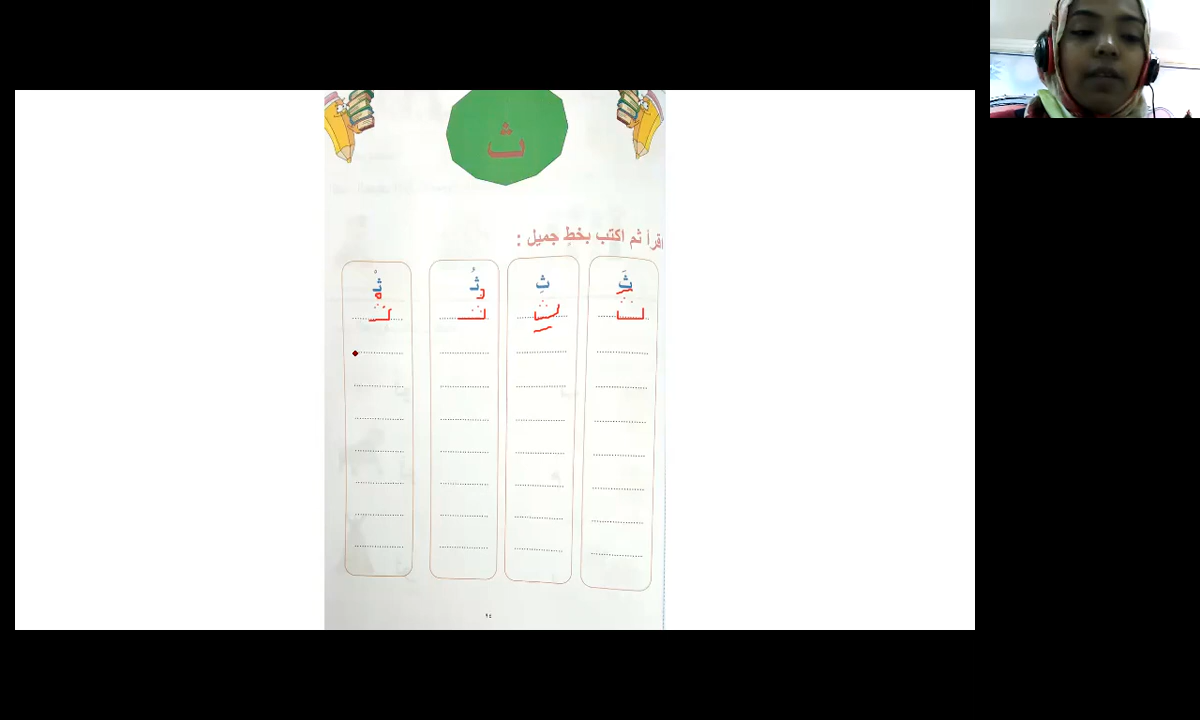 ث
اقرأ ثم اكتب بخط جميل :
ثَـ ثِـ ثُـ ثْـ
ثَـ ثِـ ثُـ ثْـ